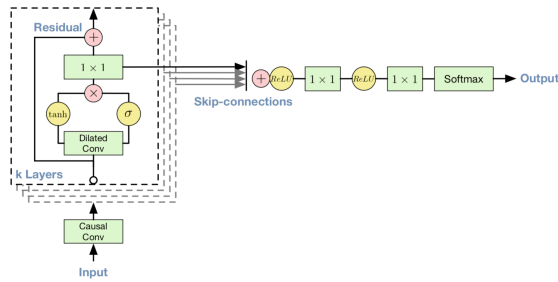 Residual
+
1 × 1
×
tanh
σ
Dilated
Conv
k Layers
Causal
Conv
Input
Skip-connections
+
ReLU
1 × 1
ReLU
1 × 1
Softmax
Output